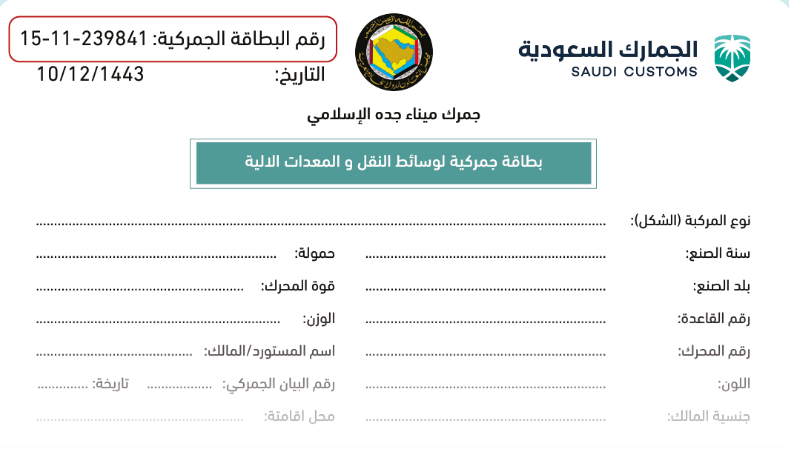 الجمارك السعودية
SAUDI CUSTOMS
رقم البطاقة الجمركية: 239841-11-15
التاريخ: 10/12/1443
جمرك ميناء جده الإسلامي
بطاقة جمركية لوسائط النقل و المعدات الالية
نوع المركبة (الشكل): ............
سنة الصنع: ............ حمولة: ............
بلد الصنع: ............ قوة المحرك: ............
رقم القاعدة: ............ الوزن: ............
رقم المحرك: ............ اسم المستورد/المالك: ............
اللون: ............ رقم البيان الجمركي: ............ تاريخة: ............
جنسية المالك: ............ محل اقامتة: ............